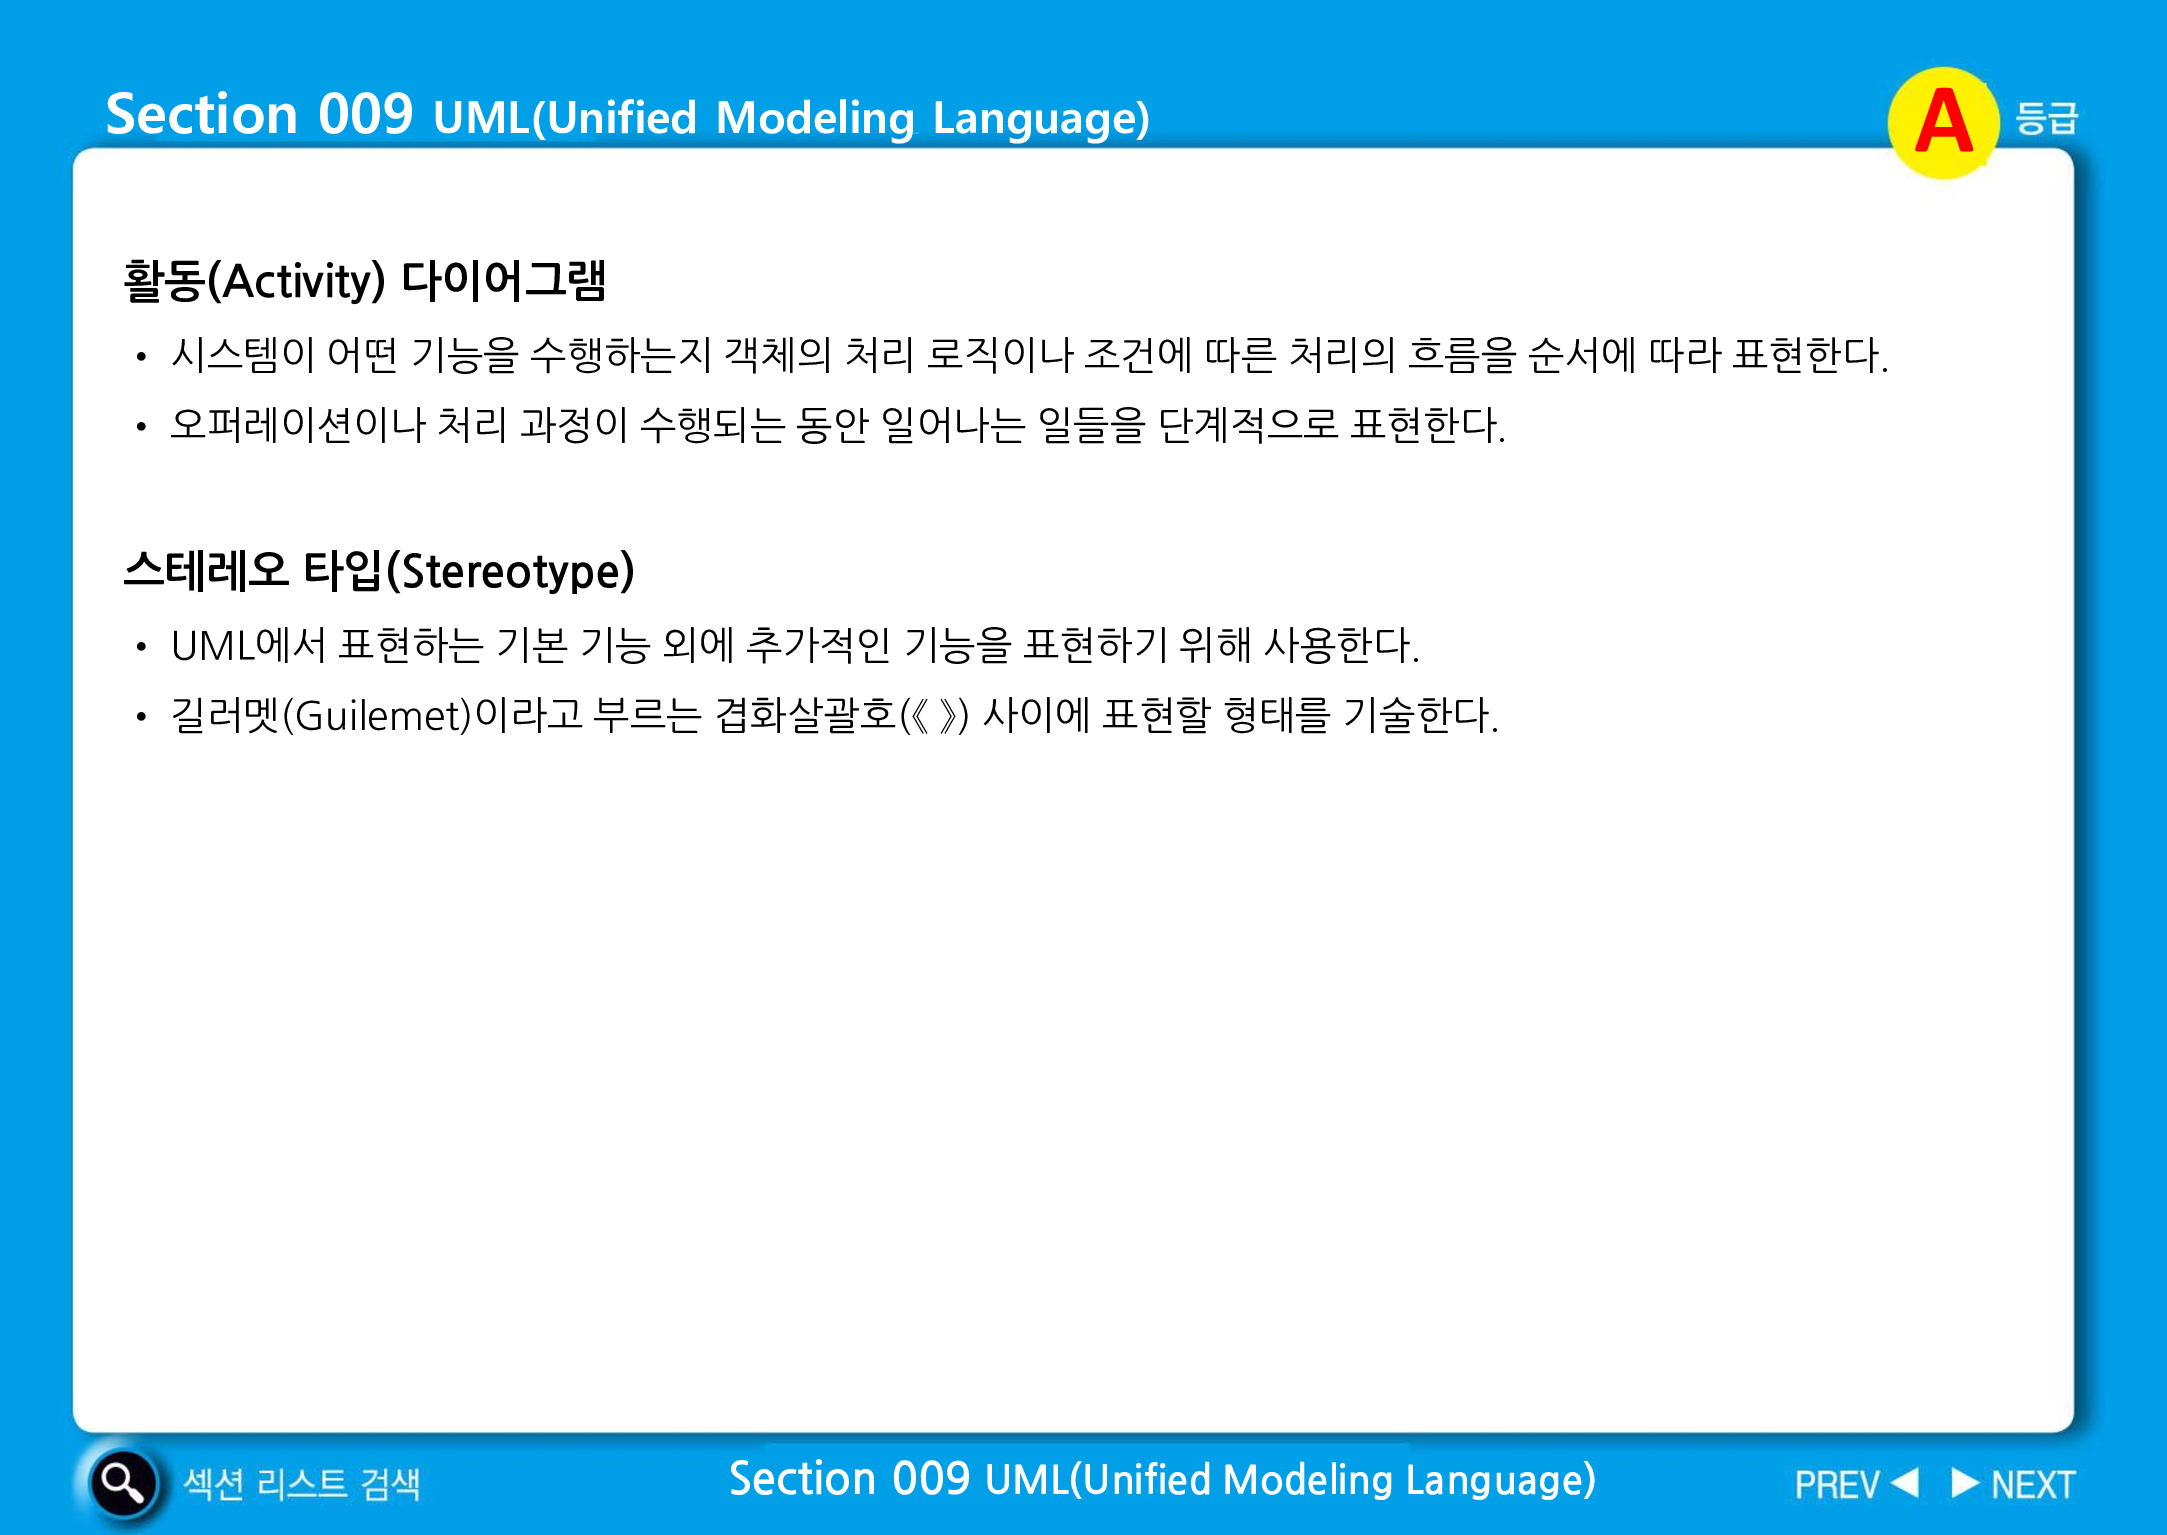 Section 009 UML(Unified Modeling Language)
A 등급
활동(Activity) 다이어그램
• 시스템이 어떤 기능을 수행하는지 객체의 처리 로직이나 조건에 따른 처리의 흐름을 순서에 따라 표현한다.
• 오퍼레이션이나 처리 과정이 수행되는 동안 일어나는 일들을 단계적으로 표현한다.
스테레오 타입(Stereotype)
• UML에서 표현하는 기본 기능 외에 추가적인 기능을 표현하기 위해 사용한다.
• 길러멧(Guilemet)이라고 부르는 겹화살괄호(《 》) 사이에 표현할 형태를 기술한다.
섹션 리스트 검색
Section 009 UML(Unified Modeling Language)
PREV ◀ ▶ NEXT